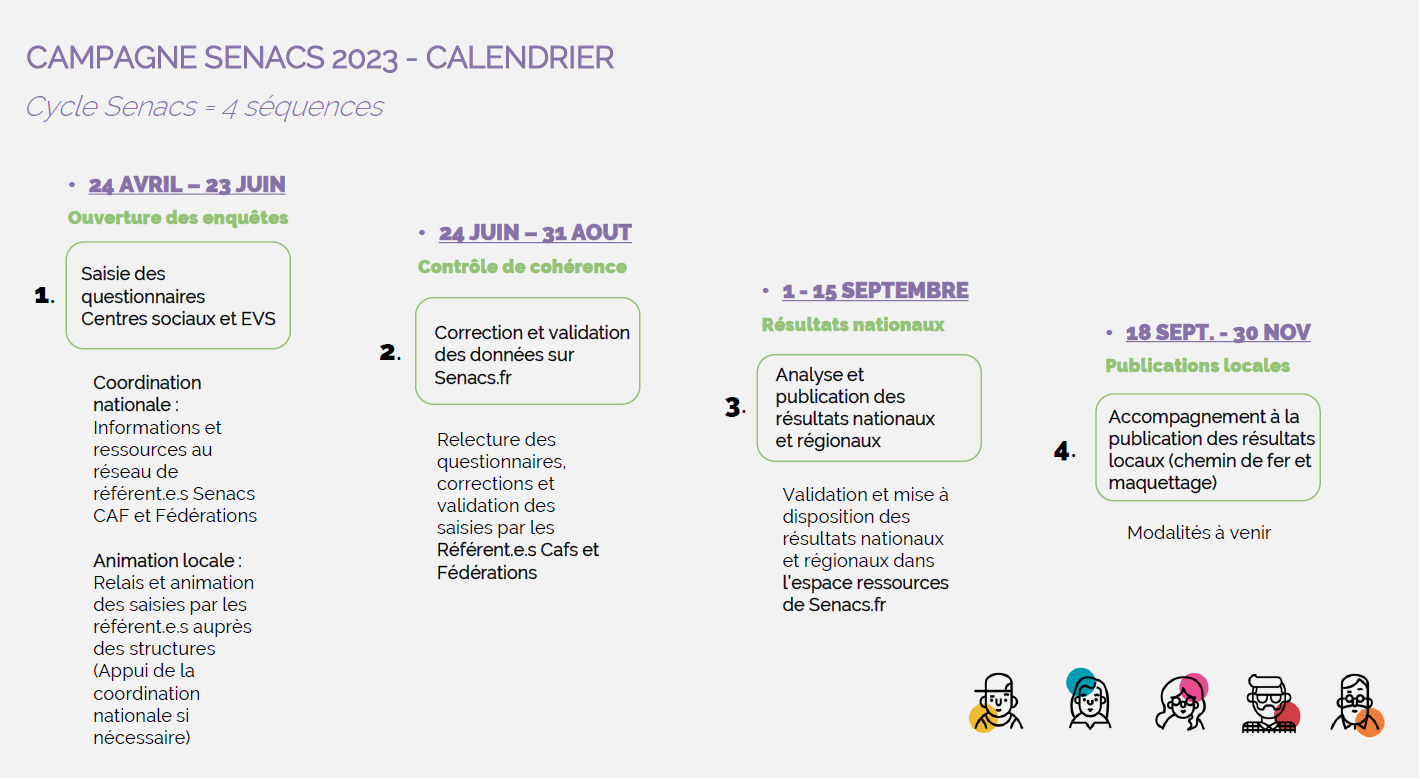 CAMPAGNE SENACS 2023 - CALENDRIER
Cycle Senacs = 4 séquences
• 24 AVRIL – 23 JUIN
Ouverture des enquêtes
1.
Saisie des
questionnaires
Centres sociaux et EVS
Coordination
nationale :
Informations et
ressources au
réseau de
référent.e.s Senacs
CAF et Fédérations
Animation locale :
Relais et animation
des saisies par les
référent.e.s auprès
des structures
(Appui de la
coordination
nationale si
nécessaire)
• 24 JUIN – 31 AOUT
Contrôle de cohérence
2.
Correction et validation
des données sur
Senacs.fr
Relecture des
questionnaires,
corrections et
validation des
saisies par les
Référent.e.s Cafs et
Fédérations
• 1 - 15 SEPTEMBRE
Résultats nationaux
3.
Analyse et
publication des
résultats nationaux
et régionaux
Validation et mise à
disposition des
résultats nationaux
et régionaux dans
l'espace ressources
de Senacs.fr
• 18 SEPT. - 30 NOV
Publications locales
4.
Accompagnement à la
publication des résultats
locaux (chemin de fer et
maquettage)
Modalités à venir